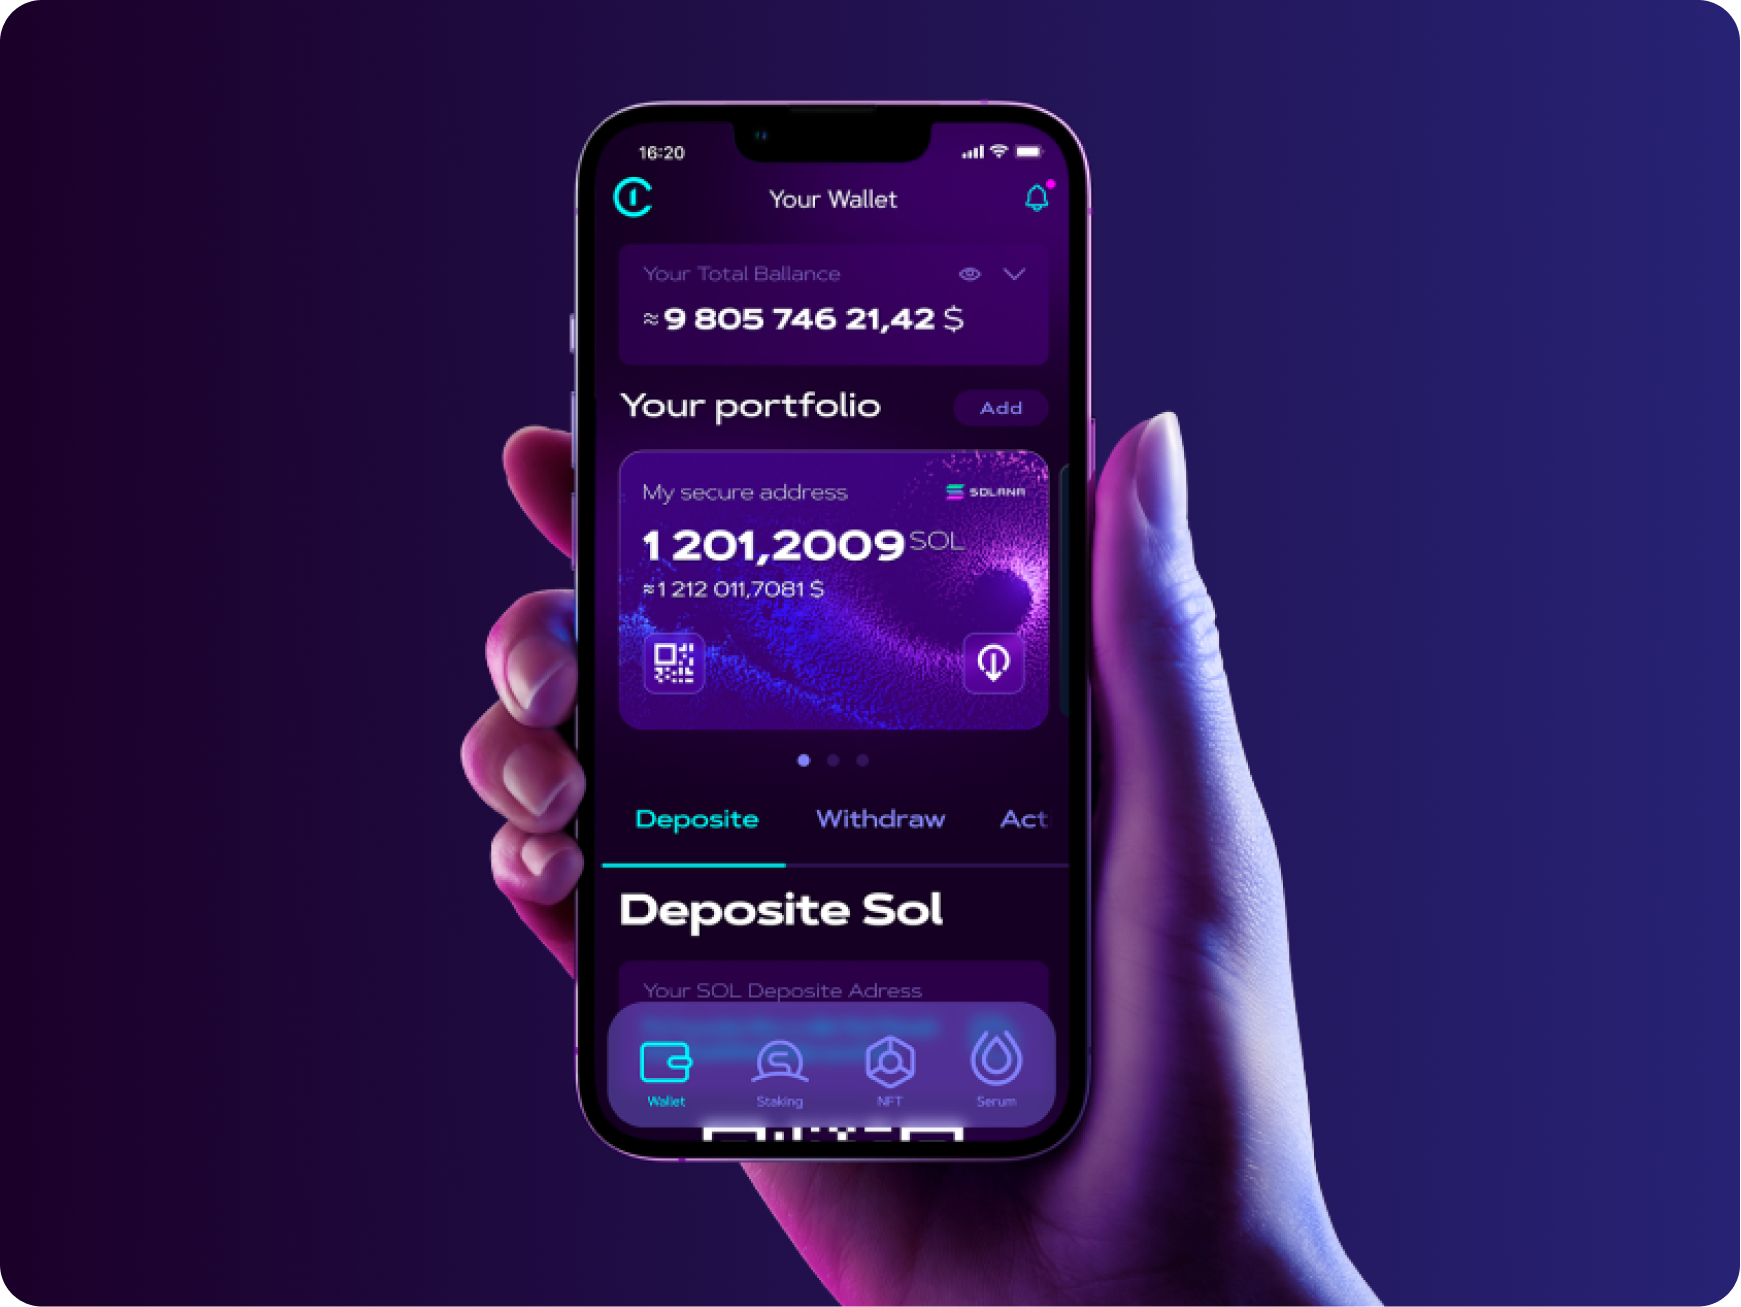 16:20
Your Wallet
Your Total Ballance
≈9 805 746 21,42 $
Your portfolio
Add
My secure address
SOLANA
1 201,2009 SOL
≈1 212 011,7081 $
Deposite Withdraw Act
Deposite Sol
Your SOL Deposite Adress
Wallet Staking NFT Serum